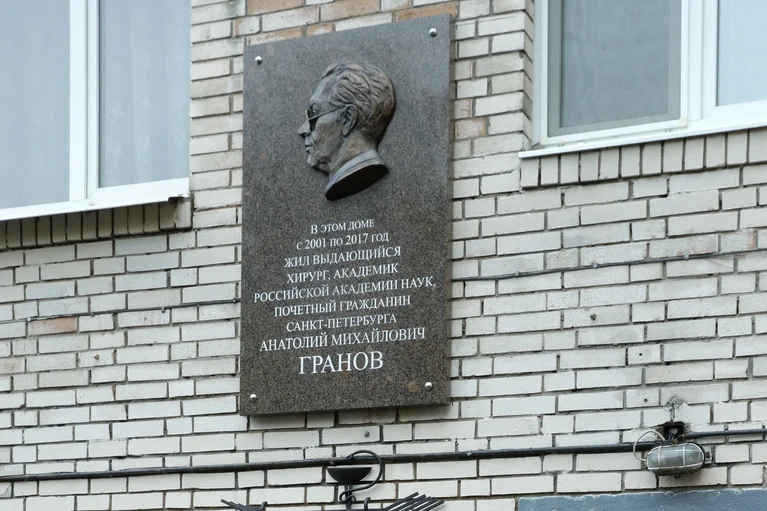 В ЭТОМ ДОМЕ
С 2001 ПО 2017 ГОД
ЖИЛ ВЫДАЮЩИЙСЯ
ХИРУРГ, АКАДЕМИК
РОССИЙСКОЙ АКАДЕМИИ НАУК,
ПОЧЕТНЫЙ ГРАЖДАНИН
САНКТ-ПЕТЕРБУРГА
АНАТОЛИЙ МИХАЙЛОВИЧ
ГРАНОВ